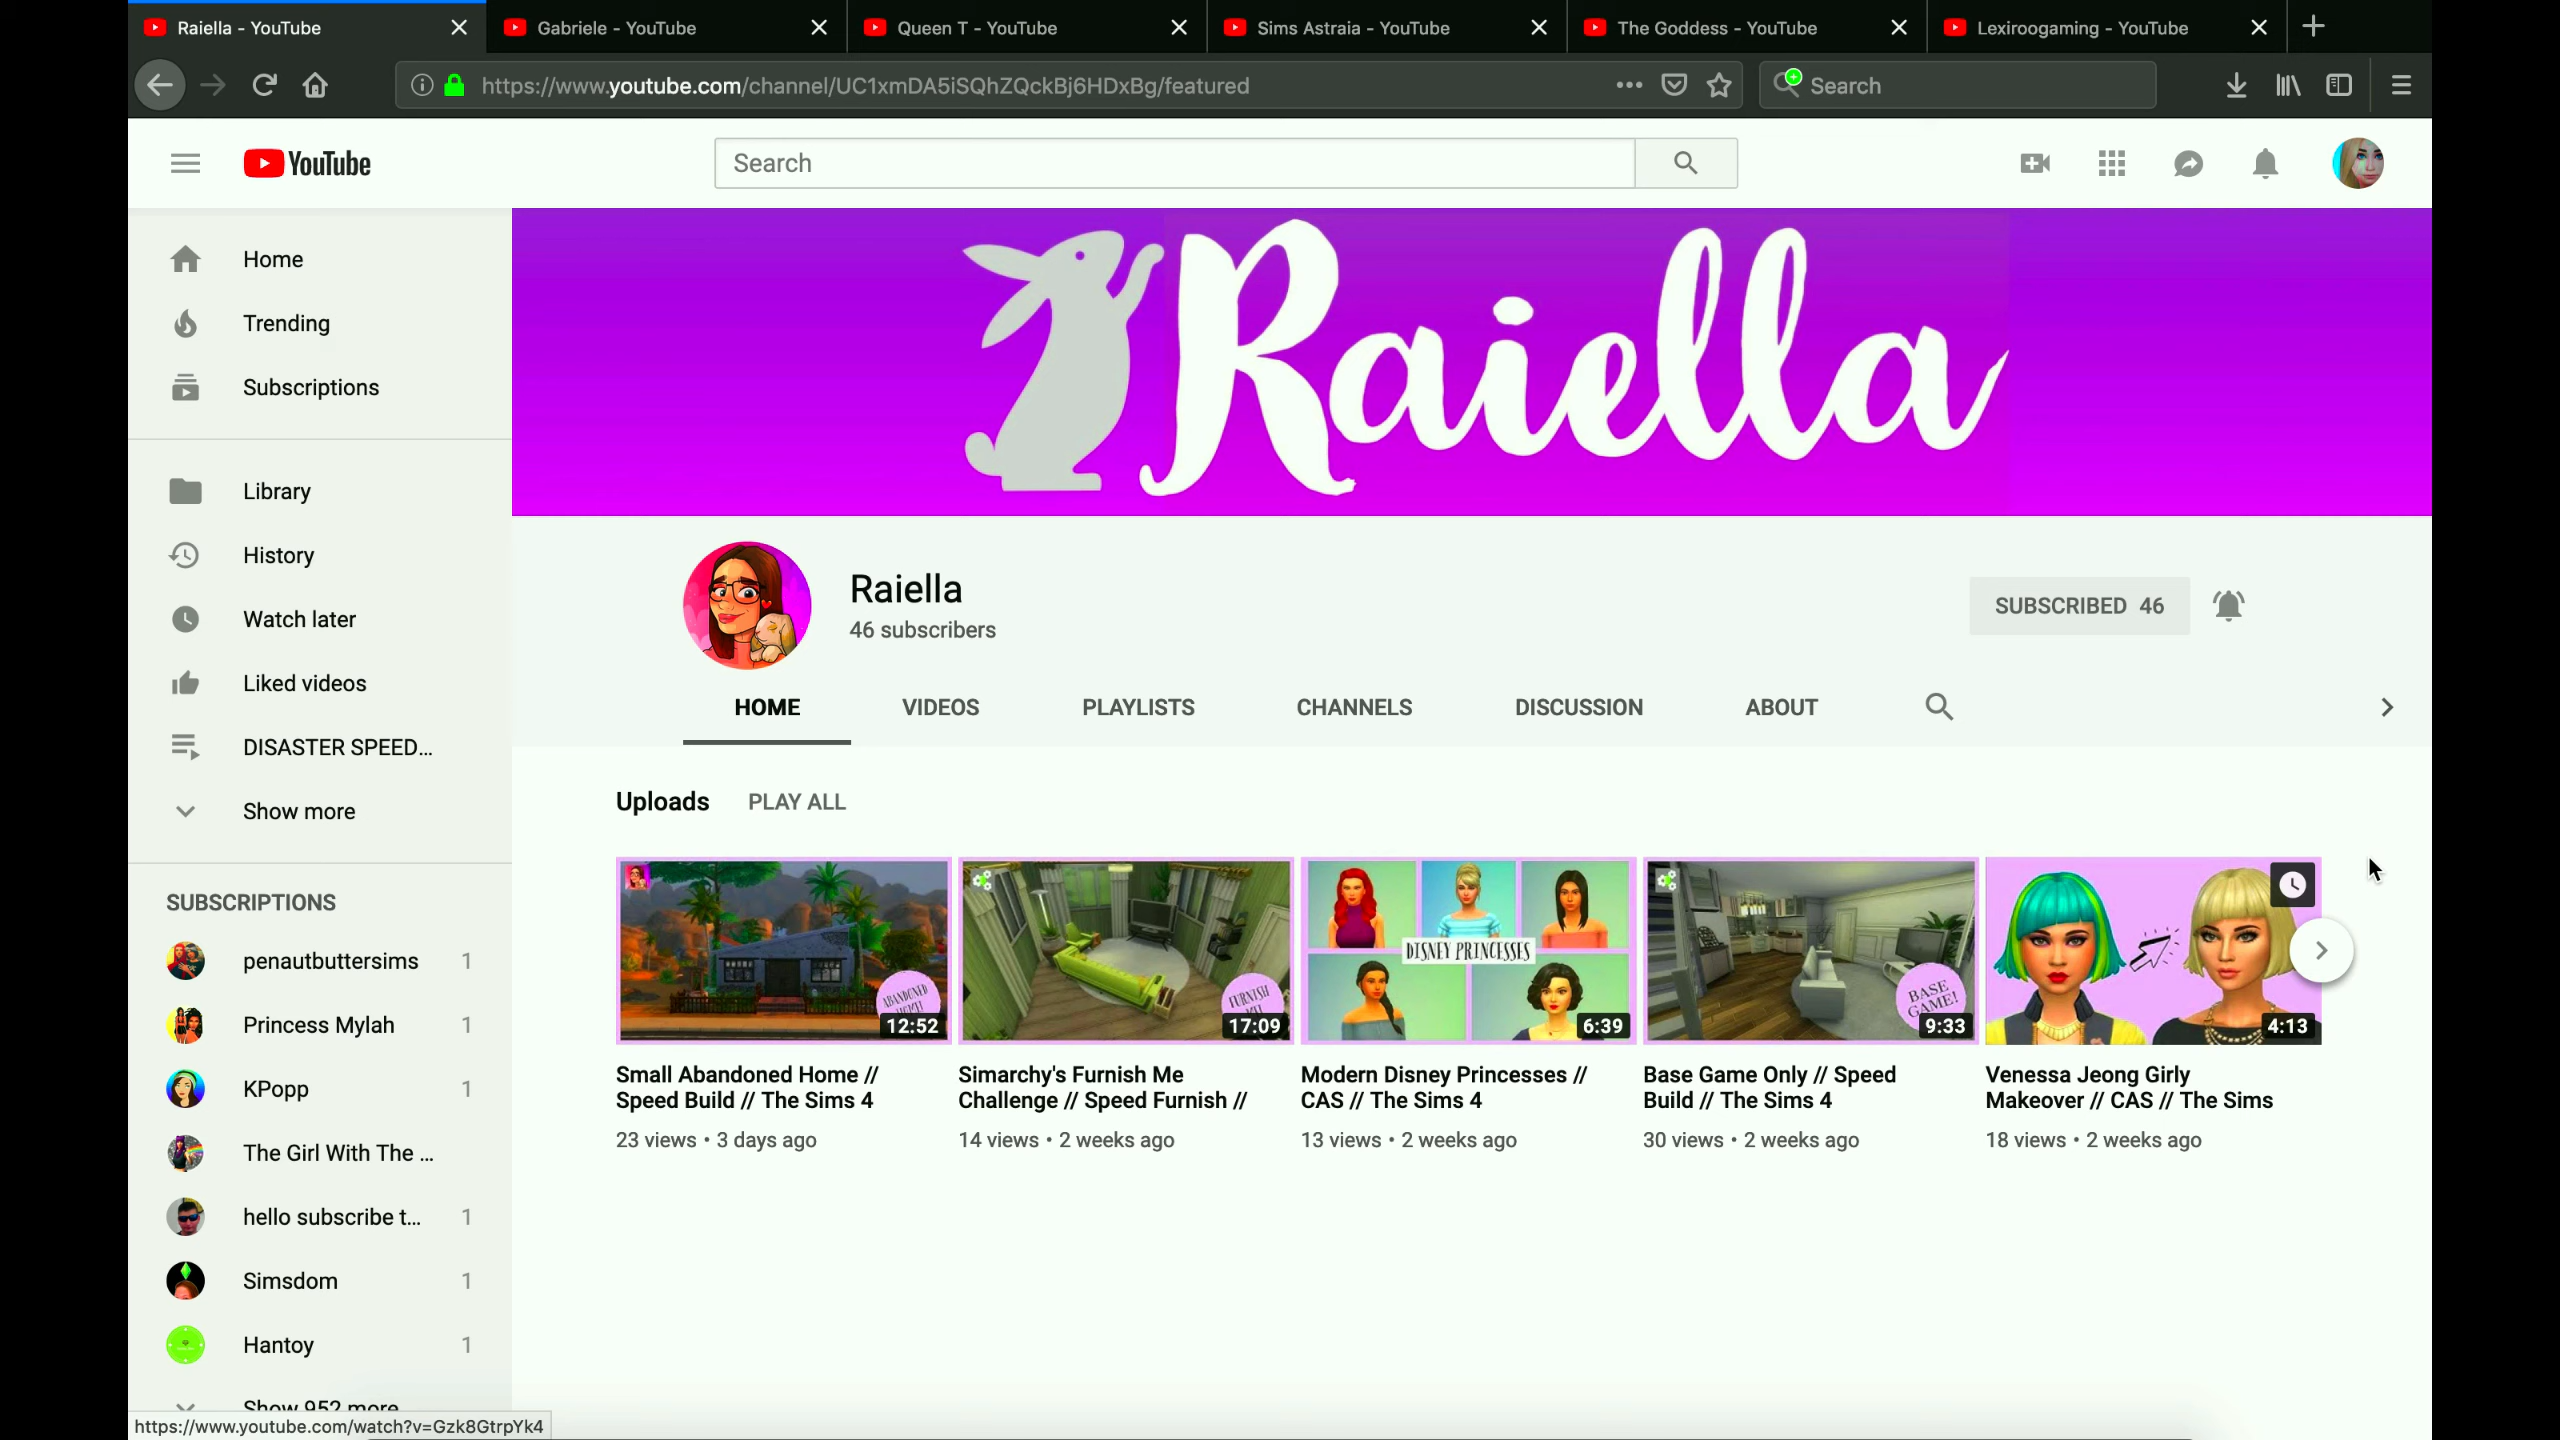 Raiella - YouTube
Gabriele - YouTube
Queen T - YouTube
Sims Astraia - YouTube
The Goddess - YouTube
Lexiroogaming - YouTube
https://www.youtube.com/channel/UC1xmDA5iSQhZQckBj6HDxBg/featured
Search
YouTube
Search
Home
Trending
Subscriptions
Library
History
Watch later
Liked videos
DISASTER SPEED...
Show more
SUBSCRIPTIONS
penautbuttersims 1
Princess Mylah 1
KPopp 1
The Girl With The ...
hello subscribe t... 1
Simsdom 1
Hantoy 1
Show 952 more
https://www.youtube.com/watch?v=Gzk8GtrpYk4
Raiella
Raiella
46 subscribers
SUBSCRIBED 46
HOME
VIDEOS
PLAYLISTS
CHANNELS
DISCUSSION
ABOUT
Uploads
PLAY ALL
ABANDONED
12:52
FURNISH
17:09
DISNEY PRINCESSES
6:39
BASE
GAME!
9:33
4:13
Small Abandoned Home //
Speed Build // The Sims 4
23 views • 3 days ago
Simarchy's Furnish Me
Challenge // Speed Furnish //
14 views • 2 weeks ago
Modern Disney Princesses //
CAS // The Sims 4
13 views • 2 weeks ago
Base Game Only // Speed
Build // The Sims 4
30 views • 2 weeks ago
Venessa Jeong Girly
Makeover // CAS // The Sims
18 views • 2 weeks ago